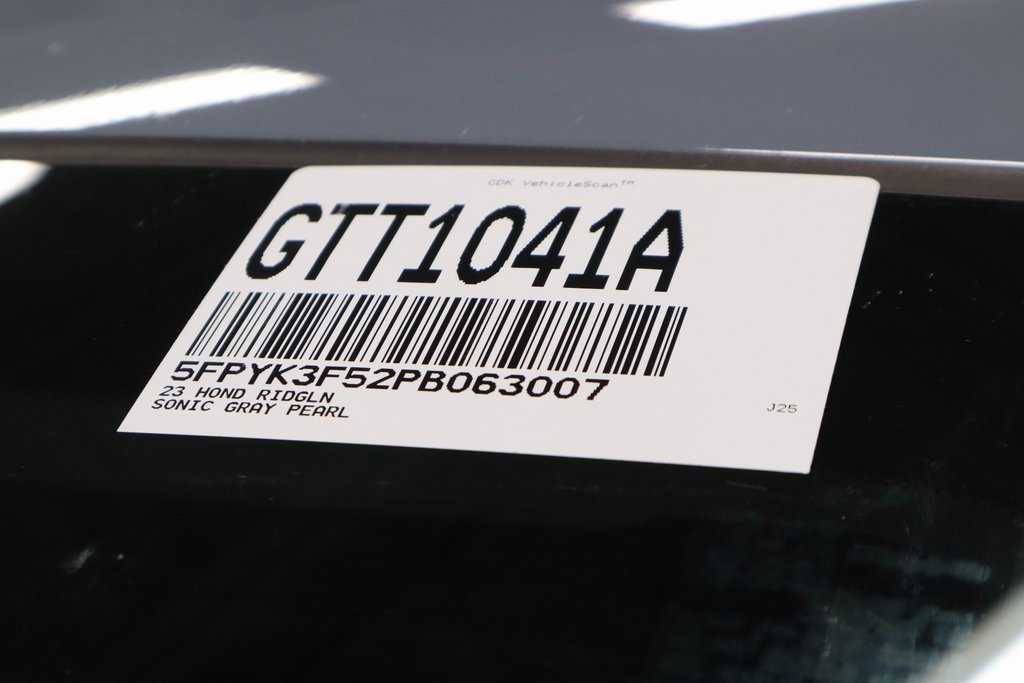 CDK VehicleScan™
GTT1041A
5FPYK3F52PB063007
23 HOND RIDGLN
SONIC GRAY PEARL
J25